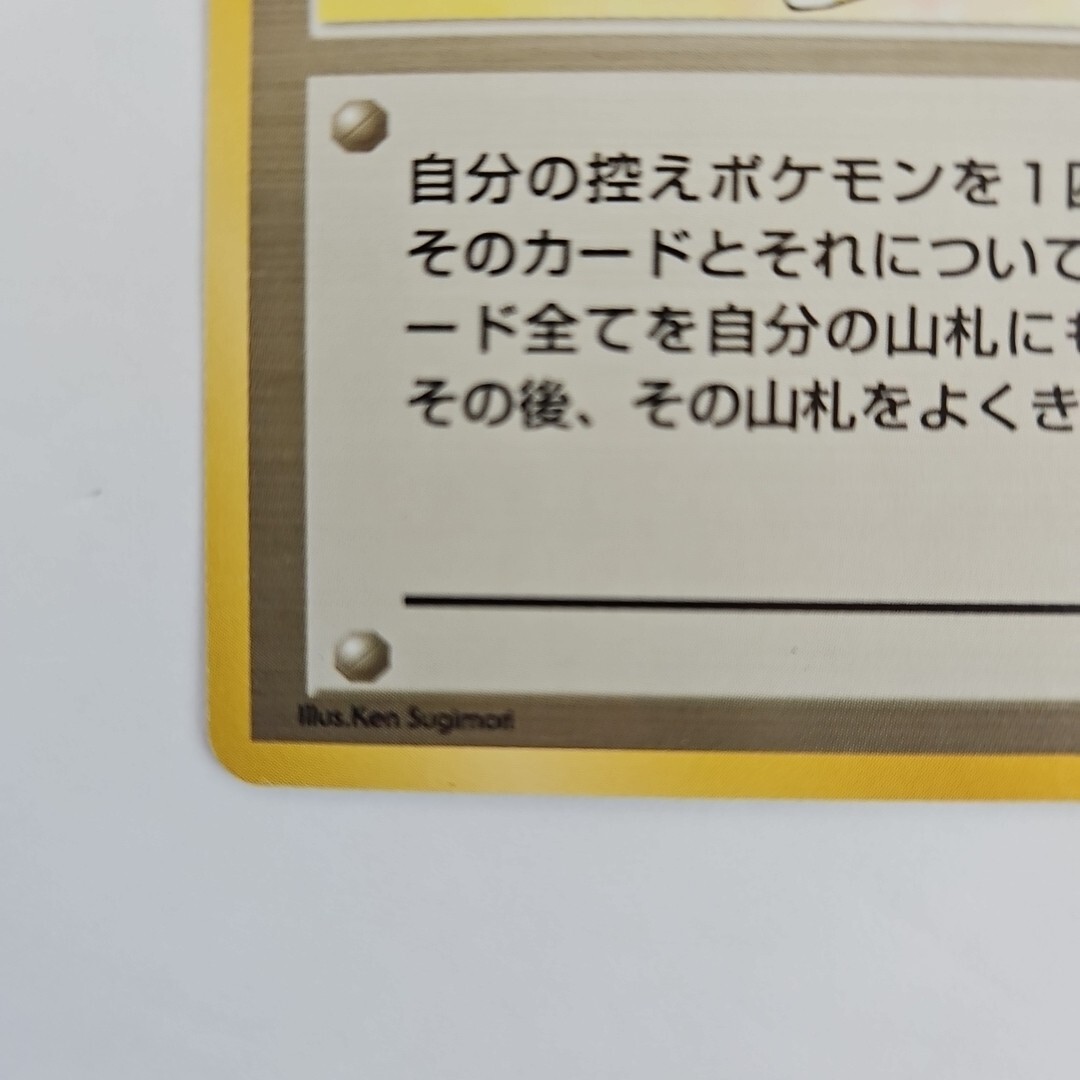 自分の控えポケモンを1匹
そのカードとそれについて
ード全てを自分の山札にも
その後、その山札をよくき
Illus.Ken Sugimori